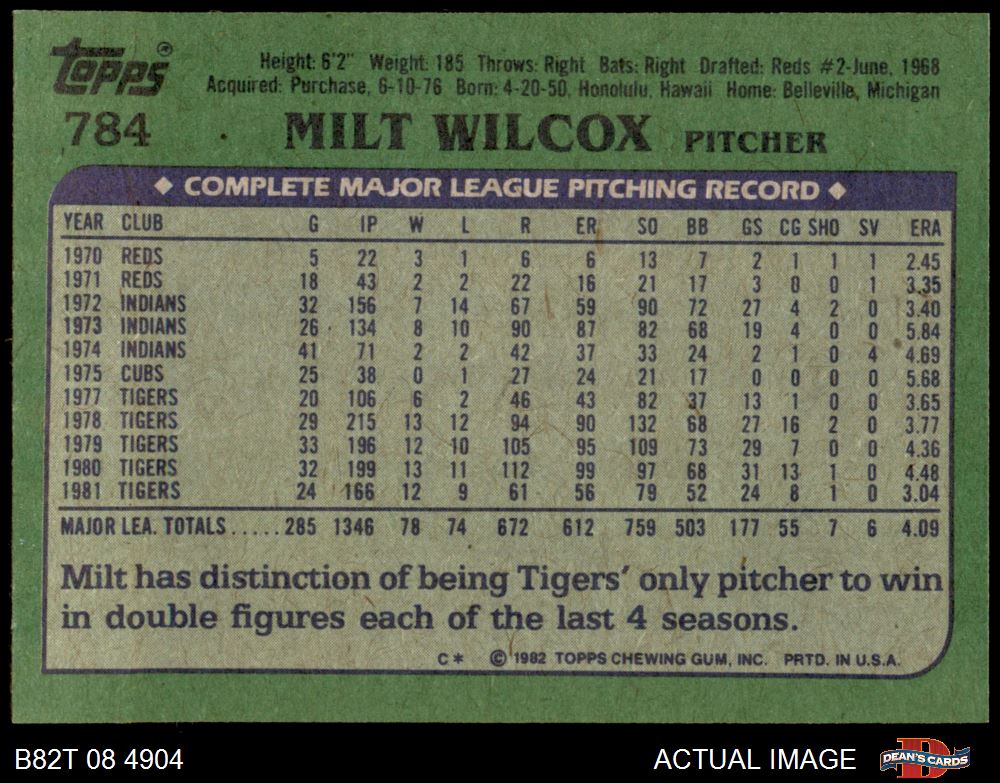 Topps®
Height: 6'2" Weight: 185 Throws: Right Bats: Right Drafted: Reds #2-June, 1968
Acquired: Purchase, 6-10-76 Born: 4-20-50, Honolulu, Hawaii Home: Belleville, Michigan
784 MILT WILCOX PITCHER
◆ COMPLETE MAJOR LEAGUE PITCHING RECORD ◆
YEAR CLUB G IP W L R ER SO BB GS CG SHO SV ERA
1970 REDS 5 22 3 1 6 6 13 7 2 1 1 1 2.45
1971 REDS 18 43 2 2 22 16 21 17 3 0 0 1 3.35
1972 INDIANS 32 156 7 14 67 59 90 72 27 4 2 0 3.40
1973 INDIANS 26 134 8 10 90 87 82 68 19 4 0 0 5.84
1974 INDIANS 41 71 2 2 42 37 33 24 2 1 0 4 4.69
1975 CUBS 25 38 0 1 27 24 21 17 0 0 0 0 5.68
1977 TIGERS 20 106 6 2 46 43 82 37 13 1 0 0 3.65
1978 TIGERS 29 215 13 12 94 90 132 68 27 16 2 0 3.77
1979 TIGERS 33 196 12 10 105 95 109 73 29 7 0 0 4.36
1980 TIGERS 32 199 13 11 112 99 97 68 31 13 1 0 4.48
1981 TIGERS 24 166 12 9 61 56 79 52 24 8 1 0 3.04
MAJOR LEA. TOTALS.....285 1346 78 74 672 612 759 503 177 55 7 6 4.09
Milt has distinction of being Tigers' only pitcher to win
in double figures each of the last 4 seasons.
C* © 1982 TOPPS CHEWING GUM, INC. PRTD. IN U.S.A.
B82T 08 4904 ACTUAL IMAGE DEAN'S CARDS